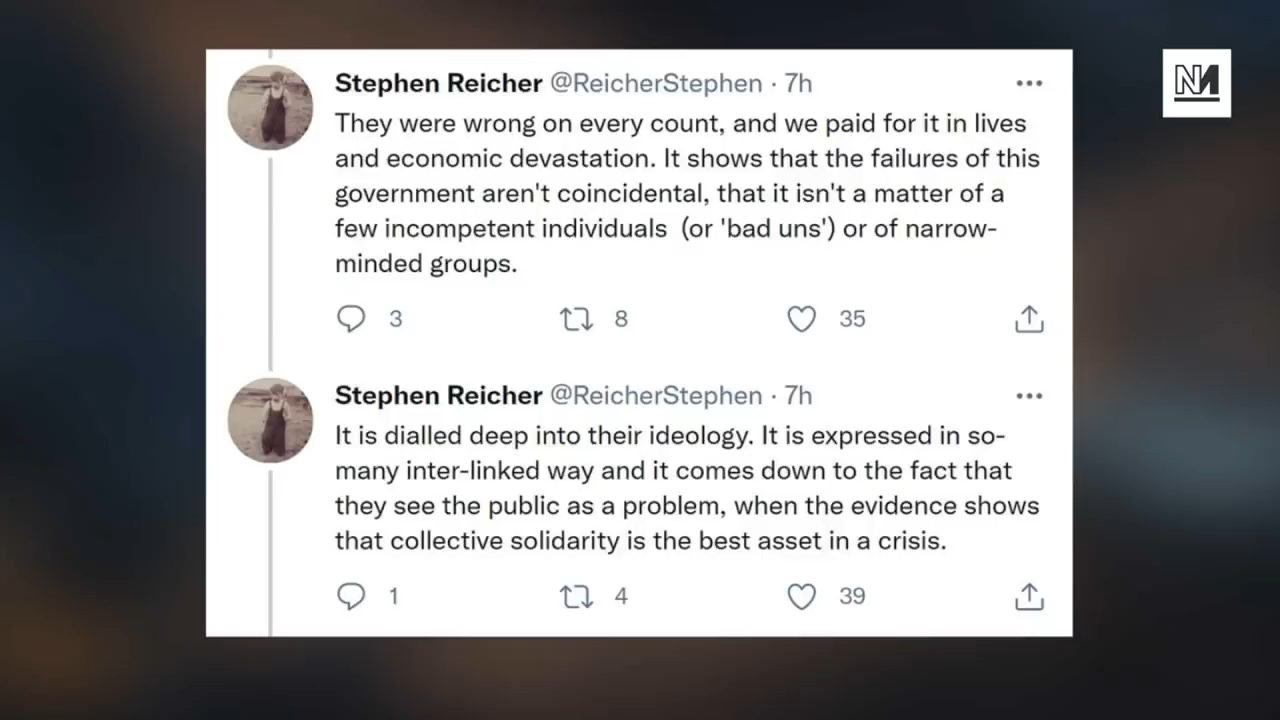 Stephen Reicher @ReicherStephen · 7h
They were wrong on every count, and we paid for it in lives
and economic devastation. It shows that the failures of this
government aren't coincidental, that it isn't a matter of a
few incompetent individuals (or 'bad uns') or of narrow-
minded groups.
3 8 35
Stephen Reicher @ReicherStephen · 7h
It is dialled deep into their ideology. It is expressed in so-
many inter-linked way and it comes down to the fact that
they see the public as a problem, when the evidence shows
that collective solidarity is the best asset in a crisis.
1 4 39
NM